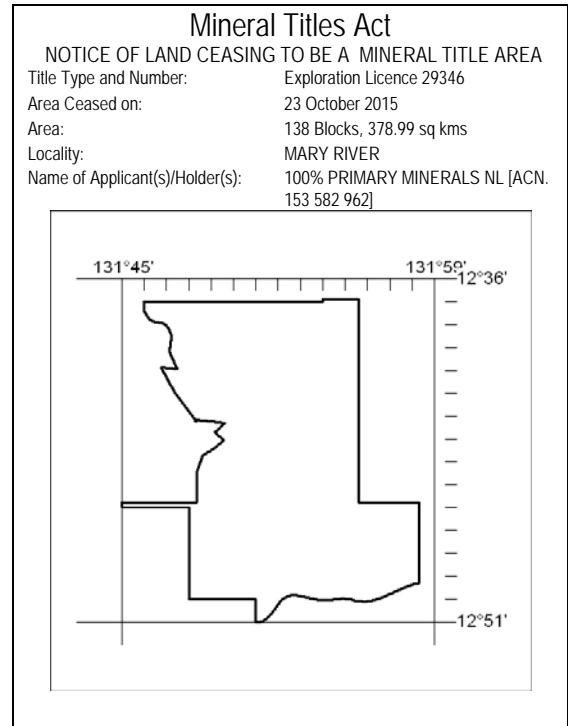 Mineral Titles Act
NOTICE OF LAND CEASING TO BE A MINERAL TITLE AREA
Title Type and Number: Exploration Licence 29346
Area Ceased on: 23 October 2015
Area: 138 Blocks, 378.99 sq kms
Locality: MARY RIVER
Name of Applicant(s)/Holder(s): 100% PRIMARY MINERALS NL [ACN.
153 582 962]
131°45' 131°59'
12°36'
12°51'